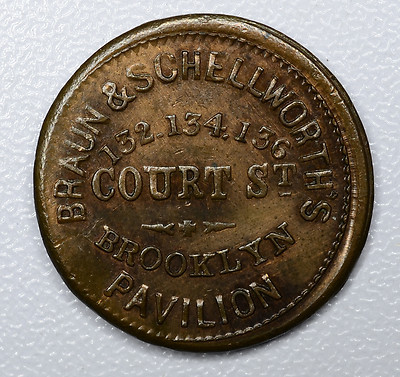 BRAUN & SCHELLWORTH'S
132.134.136
COURT ST
BROOKLYN
PAVILION